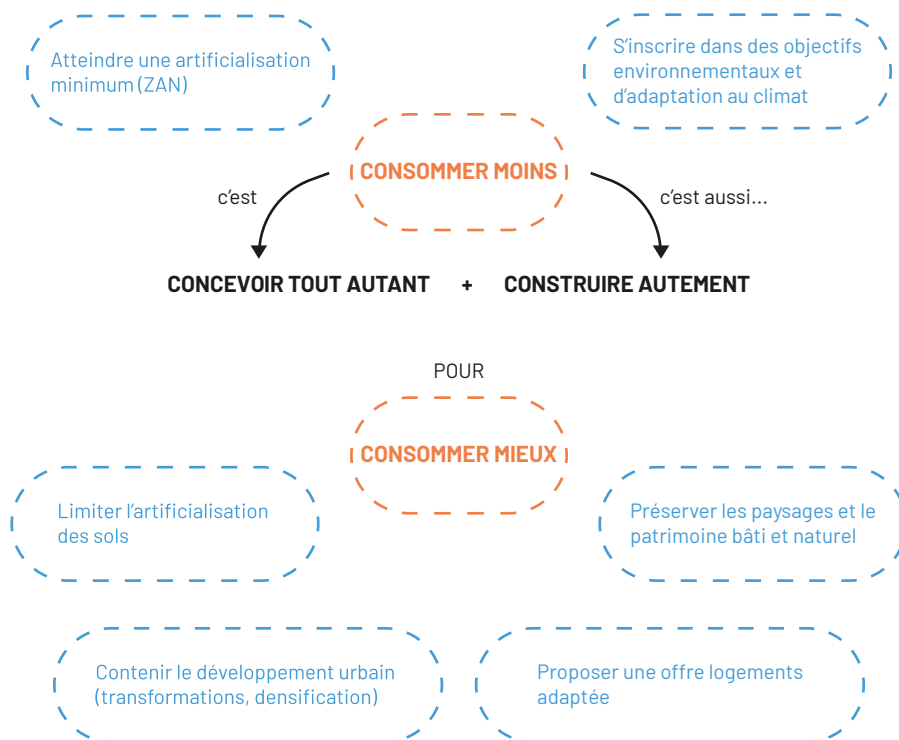 Atteindre une artificialisation
minimum (ZAN)
S'inscrire dans des objectifs
environnementaux et
d'adaptation au climat
CONSOMMER MOINS
c'est
c'est aussi...
CONCEVOIR TOUT AUTANT + CONSTRUIRE AUTEMENT
POUR
CONSOMMER MIEUX
Limiter l'artificialisation
des sols
Préserver les paysages et le
patrimoine bâti et naturel
Contenir le développement urbain
(transformations, densification)
Proposer une offre logements
adaptée